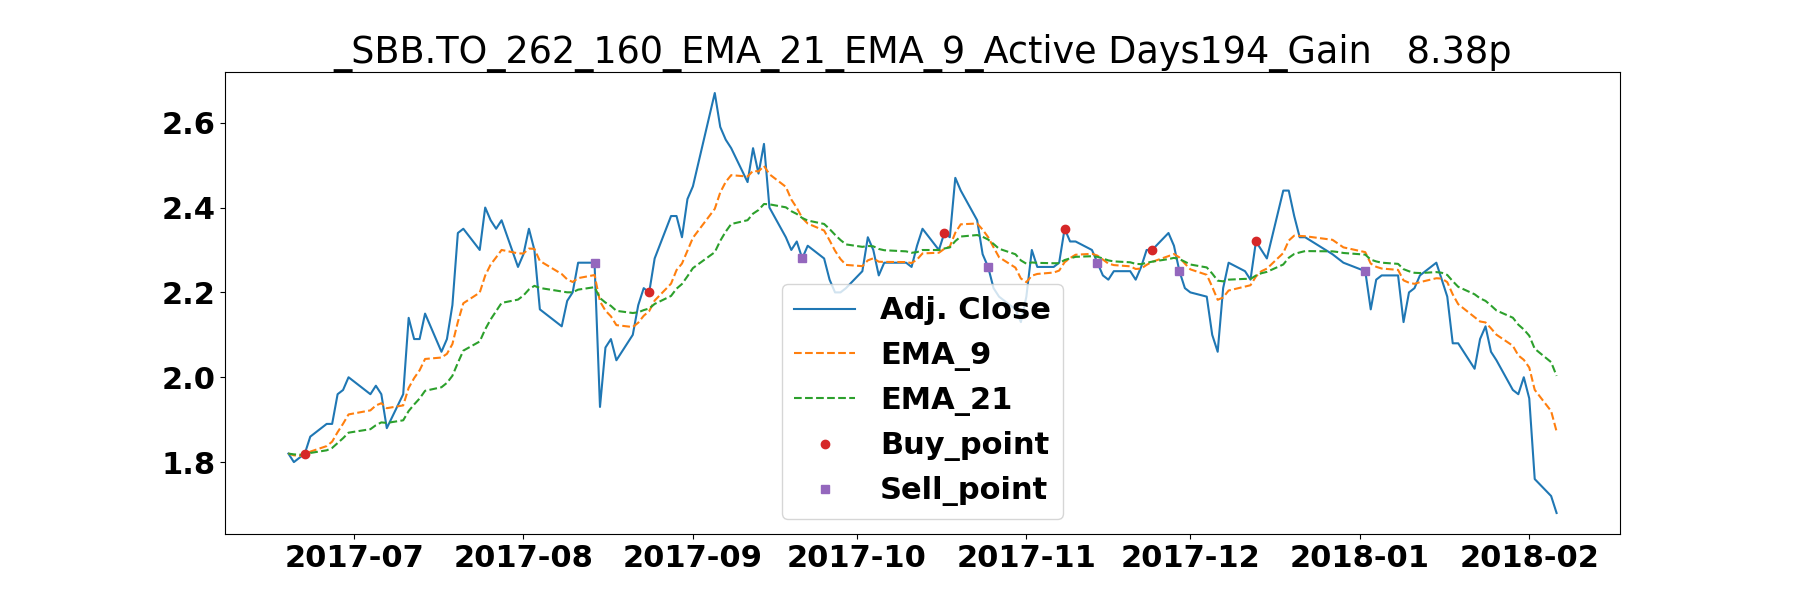 _SBB.TO_262_160_EMA_21_EMA_9_Active Days194_Gain   8.38p
2.6
2.4
2.2
2.0
1.8
Adj. Close
EMA_9
EMA_21
Buy_point
Sell_point
2017-07 2017-08 2017-09 2017-10 2017-11 2017-12 2018-01 2018-02